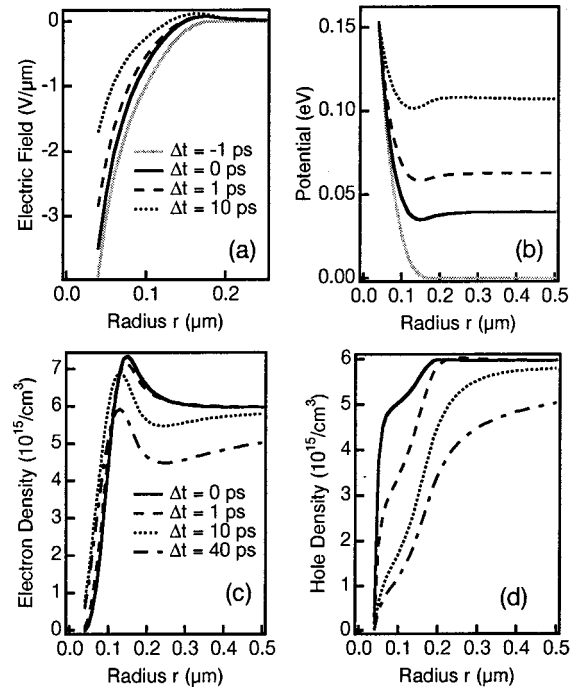 0
-1
-2
-3
Electric Field (V/μm)
Δt = -1 ps
Δt = 0 ps
Δt = 1 ps
Δt = 10 ps
(a)
0.0 0.1 0.2
Radius r (μm)
0.15
0.10
0.05
0.00
Potential (eV)
(b)
0.0 0.1 0.2 0.3 0.4 0.5
Radius r (μm)
7
6
5
4
3
2
1
0
Electron Density (10¹⁵/cm³)
Δt = 0 ps
Δt = 1 ps
Δt = 10 ps
Δt = 40 ps
(c)
0.0 0.1 0.2 0.3 0.4 0.5
Radius r (μm)
6
5
4
3
2
1
0
Hole Density (10¹⁵/cm³)
(d)
0.0 0.1 0.2 0.3 0.4 0.5
Radius r (μm)